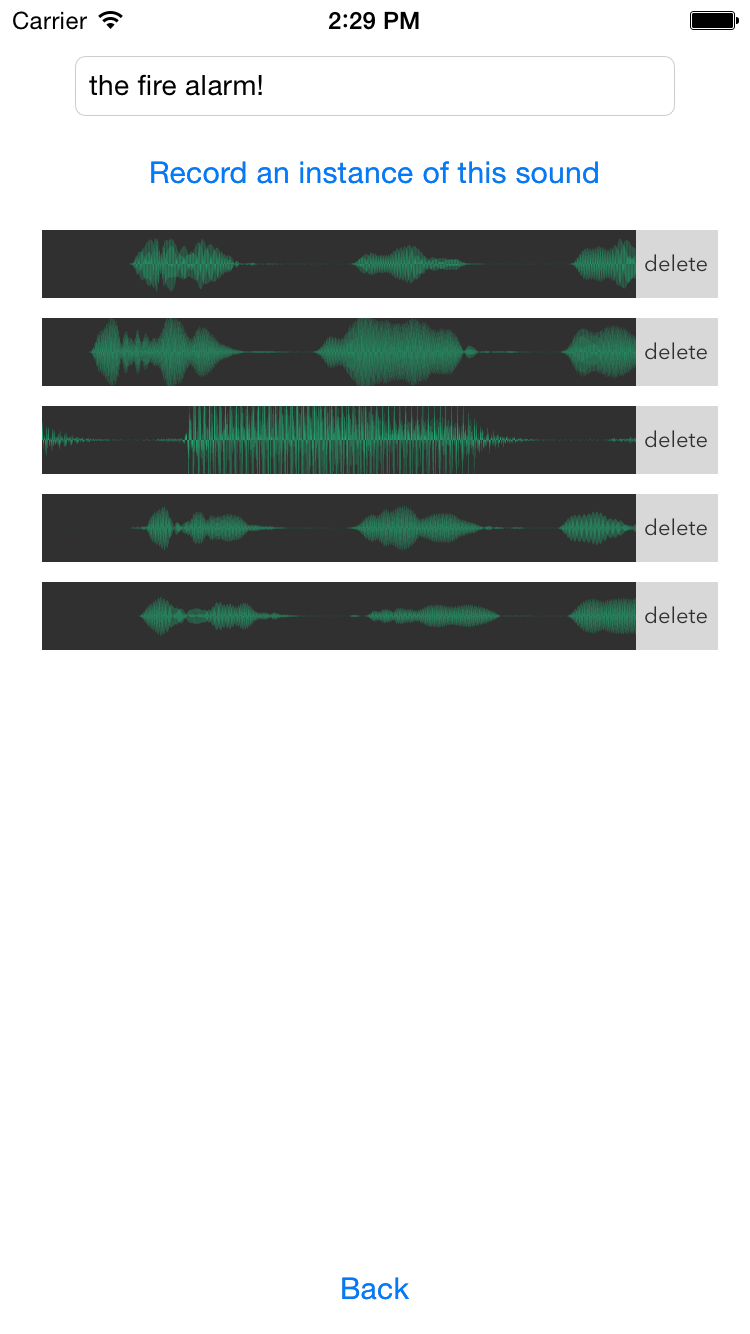 Carrier 2:29 PM
the fire alarm!
Record an instance of this sound
delete
delete
delete
delete
delete
Back